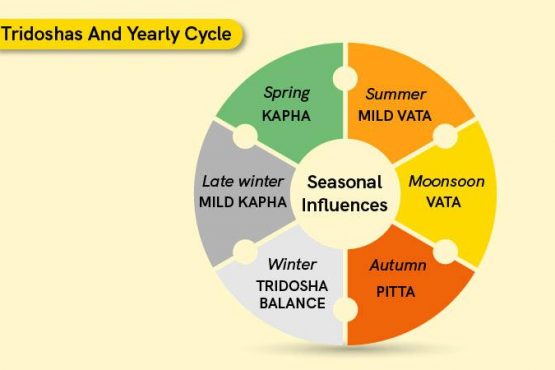 Tridoshas And Yearly Cycle
Spring
KAPHA
Summer
MILD VATA
Late winter
MILD KAPHA
Seasonal
Influences
Moonsoon
VATA
Winter
TRIDOSHA
BALANCE
Autumn
PITTA